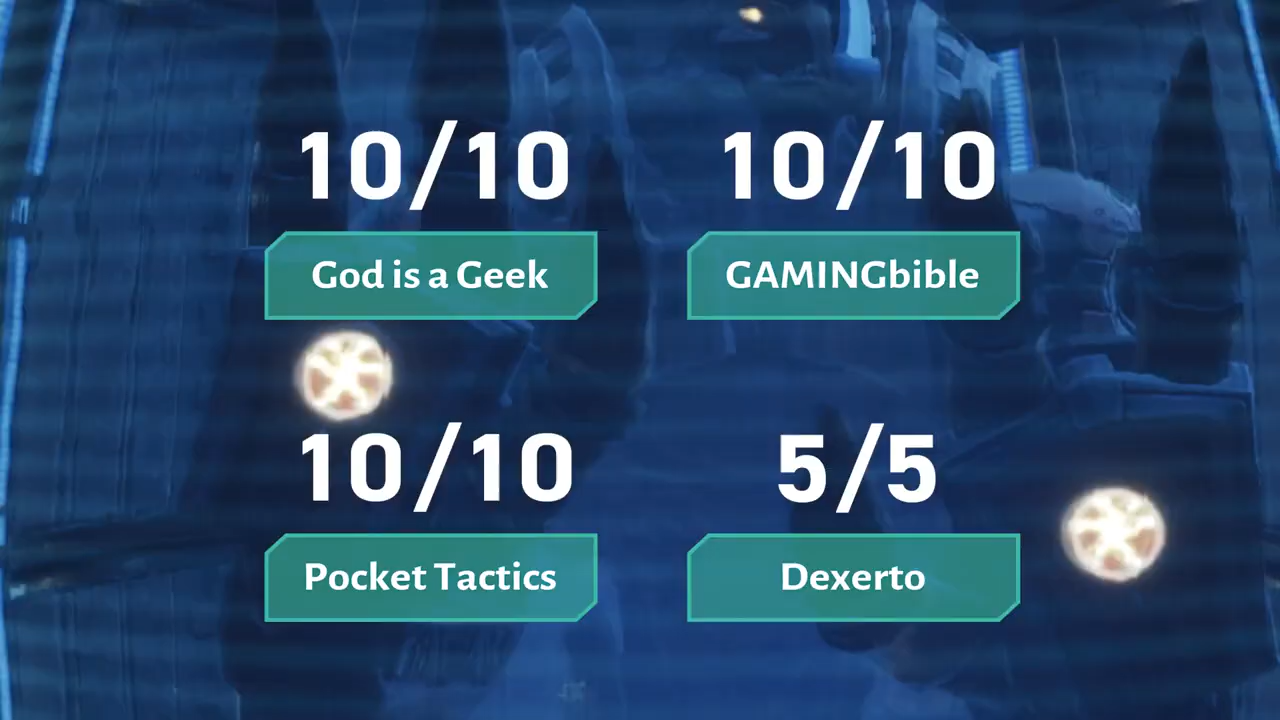 10/10
God is a Geek
10/10
GAMINGbible
10/10
Pocket Tactics
5/5
Dexerto